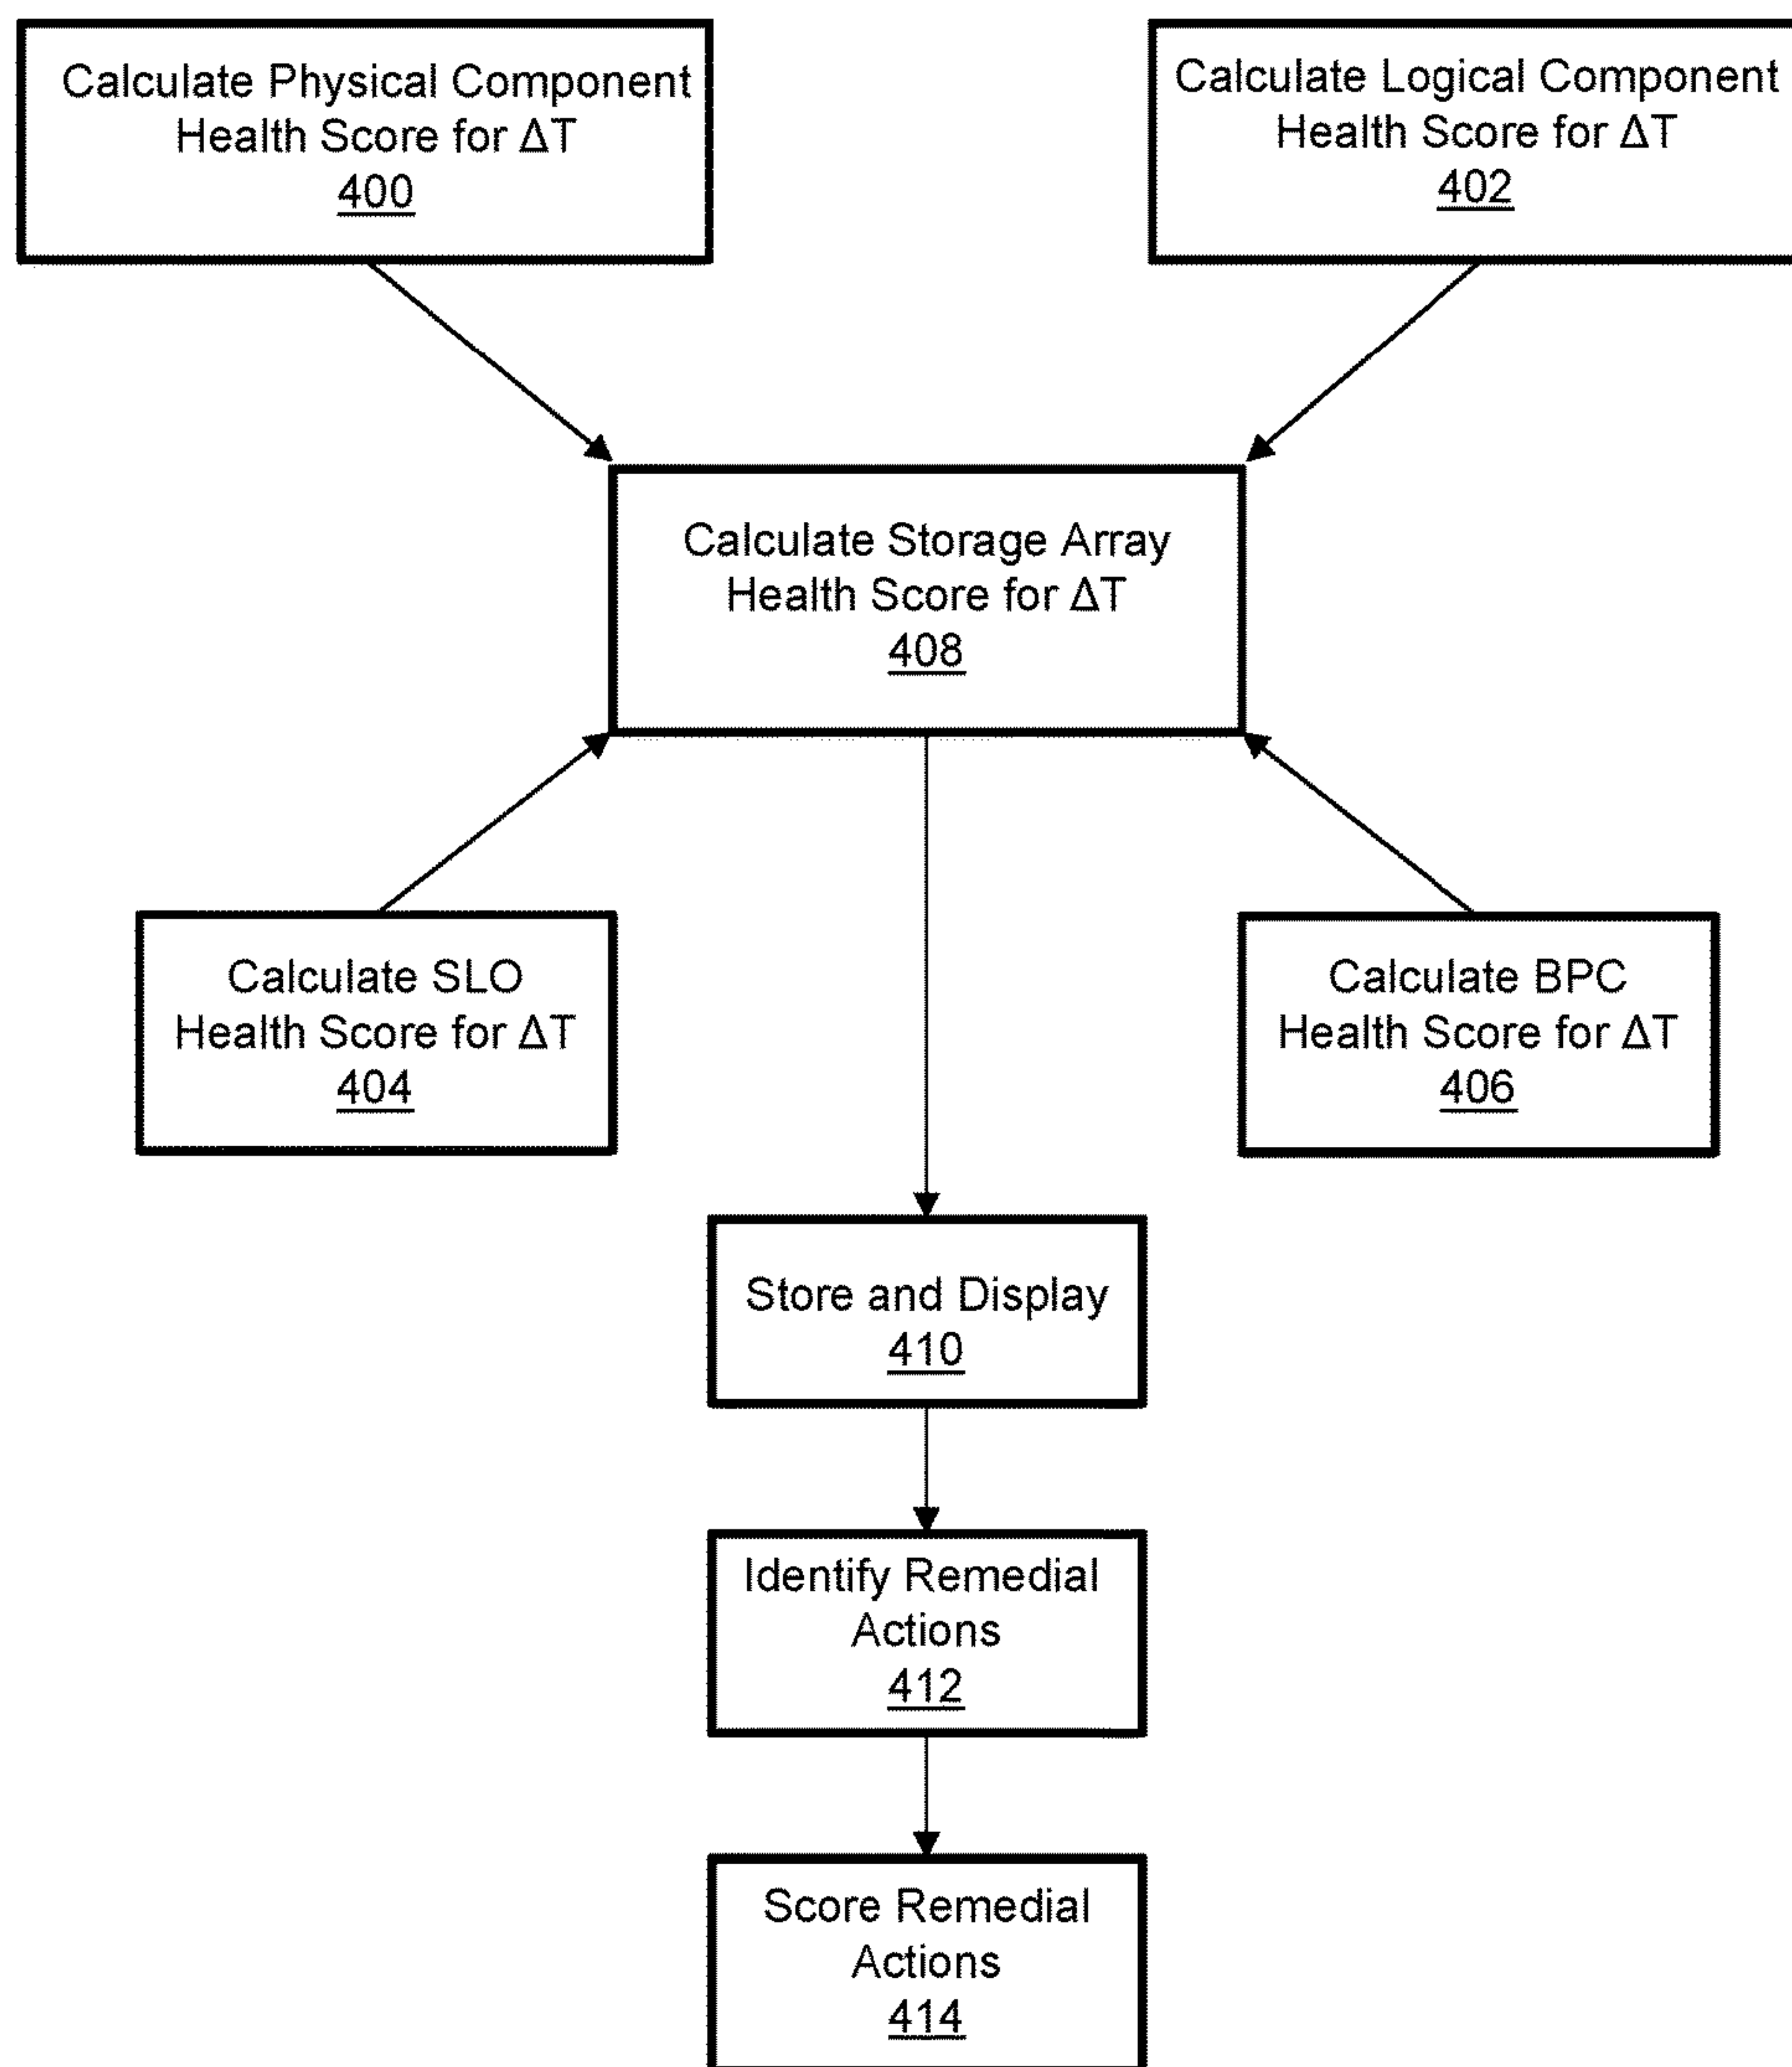 Calculate Physical Component
Health Score for ΔT
400
Calculate Logical Component
Health Score for ΔT
402
Calculate Storage Array
Health Score for ΔT
408
Calculate SLO
Health Score for ΔT
404
Calculate BPC
Health Score for ΔT
406
Store and Display
410
Identify Remedial
Actions
412
Score Remedial
Actions
414